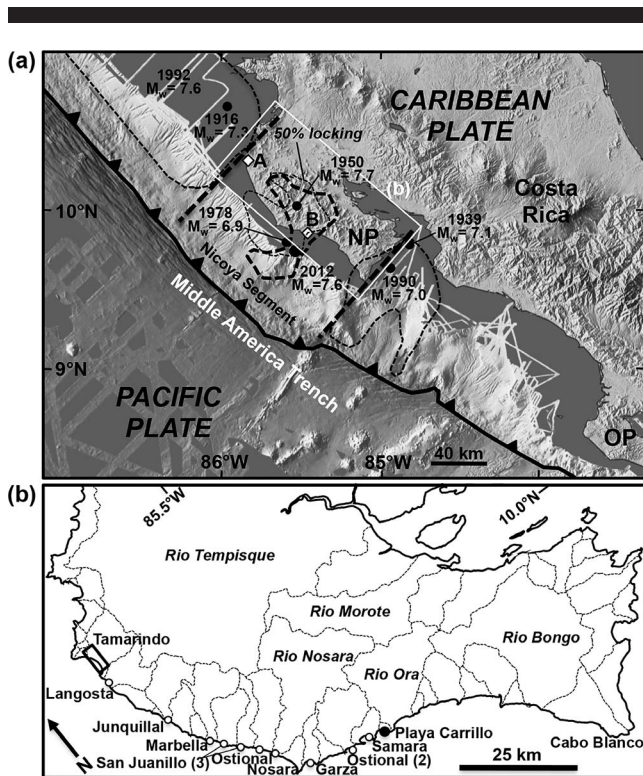 (a)
1992
Mw= 7.6
1916
Mw= 7.3
A
50% locking
1950
Mw= 7.7
(b)
CARIBBEAN
PLATE
Costa
Rica
10°N
1978
Mw= 6.9
B
NP
1939
Mw= 7.1
2012
Mw=7.6
1990
Mw= 7.0
Nicoya Segment
Middle America Trench
9°N
PACIFIC
PLATE
OP
86°W
85°W
40 km
(b)
85.5°W
10.0°N
Rio Tempisque
Rio Morote
Tamarindo
Rio Nosara
Rio Bongo
Rio Ora
Langosta
Junquillal
Playa Carrillo
Marbella
Samara
Cabo Blanco
N
San Juanillo (3)
Ostional
Ostional (2)
Nosara
Garza
25 km